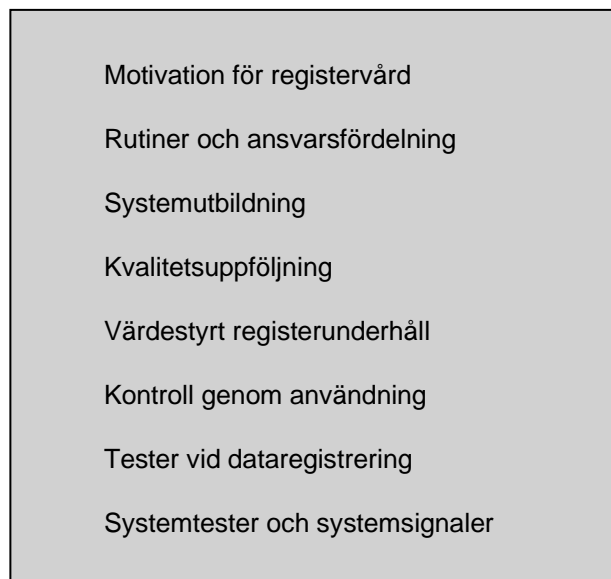 Motivation för registervård
Rutiner och ansvarsfördelning
Systemutbildning
Kvalitetsuppföljning
Värdestyrt registerunderhåll
Kontroll genom användning
Tester vid dataregistrering
Systemtester och systemsignaler